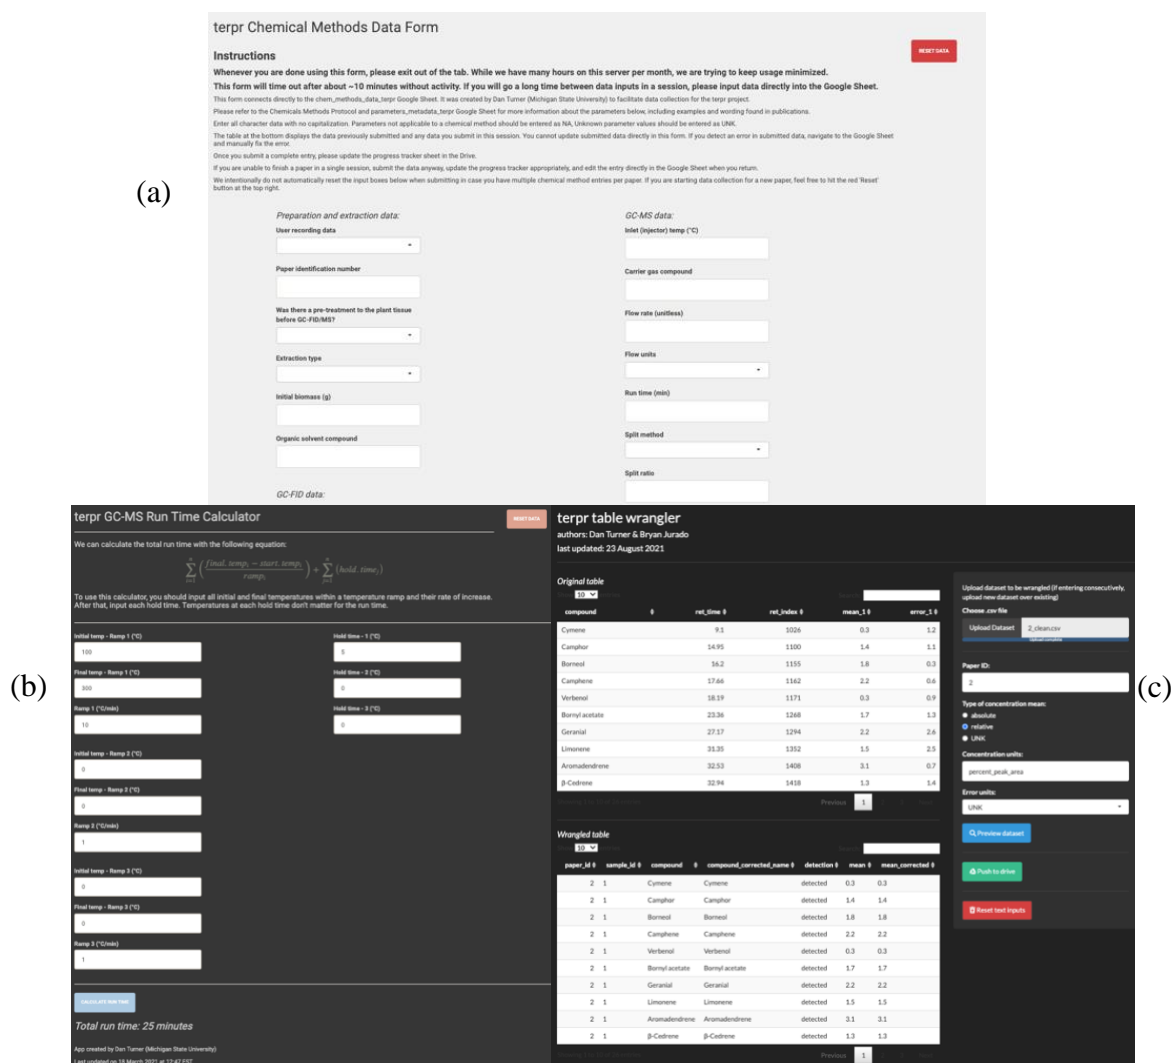 terpr Chemical Methods Data Form
RESET DATA
Instructions
Whenever you are done using this form, please exit out of the tab. While we have many hours on this server per month, we are trying to keep usage minimized.
This form will time out after about ~10 minutes without activity. If you will go a long time between data inputs in a session, please input data directly into the Google Sheet.
This form connects directly to the chem_methods_data_terpr Google Sheet. It was created by Dan Turner (Michigan State University) to facilitate data collection for the terpr project.
Please refer to the Chemicals Methods Protocol and parameters_metadata_terpr Google Sheet for more information about the parameters below, including examples and wording found in publications.
Enter all character data with no capitalization. Parameters not applicable to a chemical method should be entered as NA, Unknown parameter values should be entered as UNK.
The table at the bottom displays the data previously submitted and any data you submit in this session. You cannot update submitted data directly in this form. If you detect an error in submitted data, navigate to the Google Sheet
and manually fix the error.
Once you submit a complete entry, please update the progress tracker sheet in the Drive.
If you are unable to finish a paper in a single session, submit the data anyway, update the progress tracker appropriately, and edit the entry directly in the Google Sheet when you return.
We intentionally do not automatically reset the input boxes below when submitting in case you have multiple chemical method entries per paper. If you are starting data collection for a new paper, feel free to hit the red 'Reset'
button at the top right.
(a)
Preparation and extraction data:
User recording data
Paper identification number
Was there a pre-treatment to the plant tissue
before GC-FID/MS?
Extraction type
Initial biomass (g)
Organic solvent compound
GC-FID data:
GC-MS data:
Inlet (injector) temp (°C)
Carrier gas compound
Flow rate (unitless)
Flow units
Run time (min)
Split method
Split ratio
(b)
terpr GC-MS Run Time Calculator
RESET DATA
We can calculate the total run time with the following equation:
∑ (final. temp_i − start. temp_i / ramp_i) + ∑ (hold. time_j)
To use this calculator, you should input all initial and final temperatures within a temperature ramp and their rate of increase.
After that, input each hold time. Temperatures at each hold time don't matter for the run time.
Initial temp - Ramp 1 (°C)
100
Final temp - Ramp 1 (°C)
300
Ramp 1 (°C/min)
10
Initial temp - Ramp 2 (°C)
0
Final temp - Ramp 2 (°C)
0
Ramp 2 (°C/min)
1
Initial temp - Ramp 3 (°C)
0
Final temp - Ramp 3 (°C)
0
Ramp 3 (°C/min)
1
Hold time - 1 (°C)
5
Hold time - 2 (°C)
0
Hold time - 3 (°C)
0
CALCULATE RUN TIME
Total run time: 25 minutes
App created by Dan Turner (Michigan State University)
Last updated on 18 March 2021 at 12:47 EST
terpr table wrangler
authors: Dan Turner & Bryan Jurado
last updated: 23 August 2021
Original table
10
compound ret_time ret_index mean_1 error_1
Cymene 9.1 1026 0.3 1.2
Camphor 14.95 1100 1.4 1.1
Borneol 16.2 1155 1.8 0.3
Camphene 17.66 1162 2.2 0.6
Verbenol 18.19 1171 0.3 0.9
Bornyl acetate 23.36 1268 1.7 1.3
Geranial 27.17 1294 2.2 2.6
Limonene 31.35 1352 1.5 2.5
Aromadendrene 32.53 1408 3.1 0.7
β-Cedrene 32.94 1418 1.3 1.4
Previous 1
Wrangled table
10
paper_id sample_id compound compound_corrected_name detection mean mean_corrected
2 1 Cymene Cymene detected 0.3 0.3
2 1 Camphor Camphor detected 1.4 1.4
2 1 Borneol Borneol detected 1.8 1.8
2 1 Camphene Camphene detected 2.2 2.2
2 1 Verbenol Verbenol detected 0.3 0.3
2 1 Bornyl acetate Bornyl acetate detected 1.7 1.7
2 1 Geranial Geranial detected 2.2 2.2
2 1 Limonene Limonene detected 1.5 1.5
2 1 Aromadendrene Aromadendrene detected 3.1 3.1
2 1 β-Cedrene β-Cedrene detected 1.3 1.3
Previous 1
Upload dataset to be wrangled (if entering consecutively,
upload new dataset over existing)
Choose .csv file
Upload Dataset 2_clean.csv
Upload complete
Paper ID:
2
Type of concentration mean:
absolute
relative
UNK
Concentration units:
percent_peak_area
Error units:
UNK
Preview dataset
Push to drive
Reset text inputs
(c)